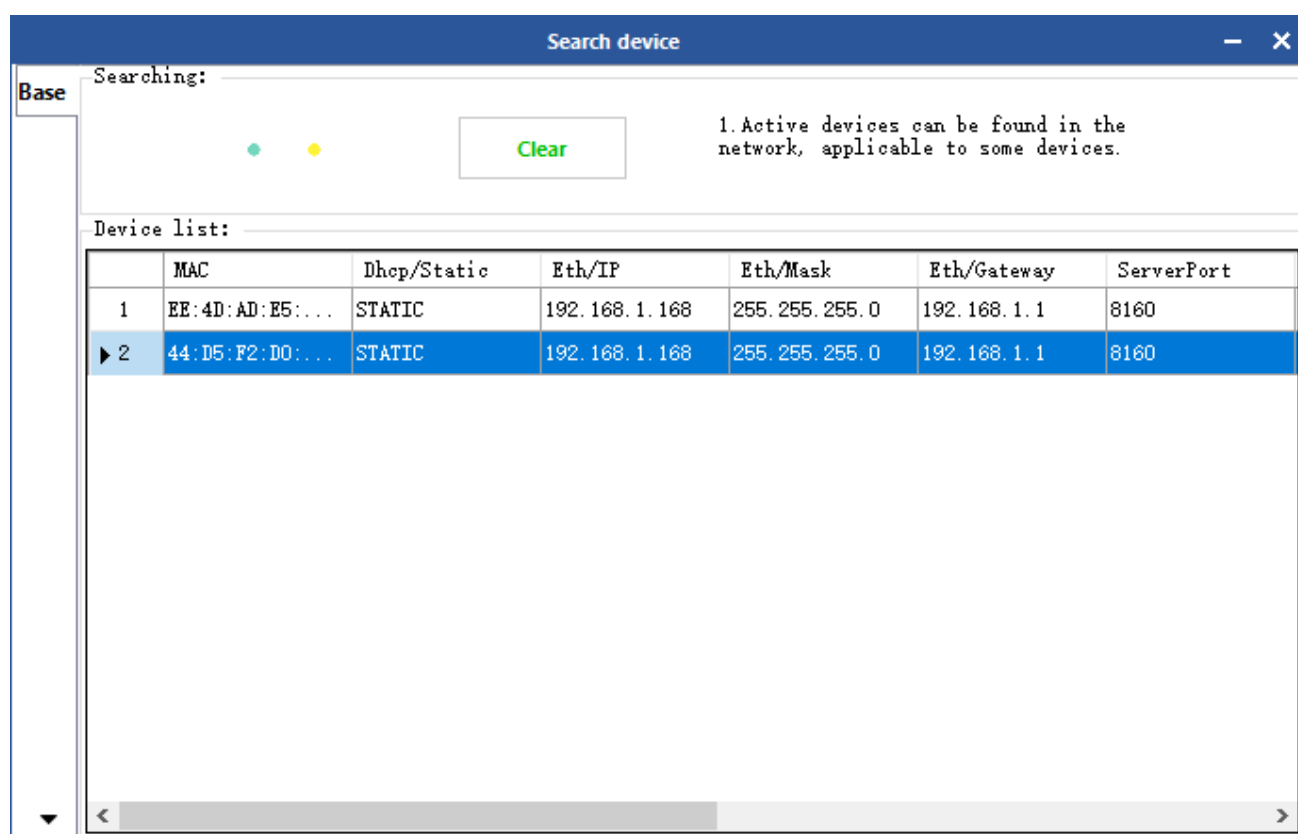 Search device
Base
Searching:
Clear
1.Active devices can be found in the
network, applicable to some devices.
Device list:
MAC Dhcp/Static Eth/IP Eth/Mask Eth/Gateway ServerPort
1 EE:4D:AD:E5:... STATIC 192.168.1.168 255.255.255.0 192.168.1.1 8160
2 44:D5:F2:D0:... STATIC 192.168.1.168 255.255.255.0 192.168.1.1 8160